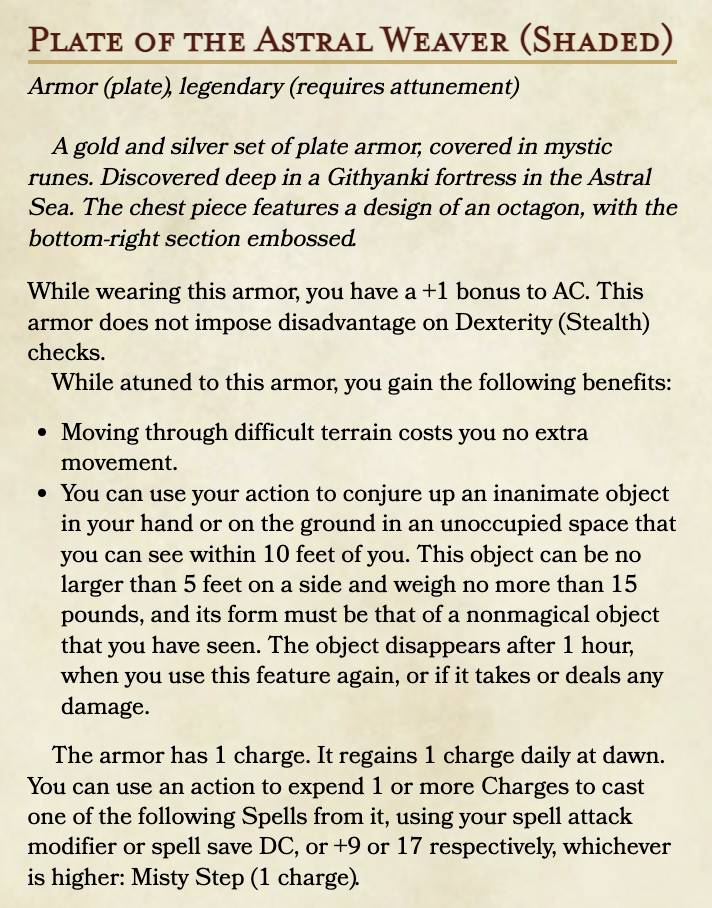 Plate of the Astral Weaver (Shaded)
Armor (plate), legendary (requires attunement)
A gold and silver set of plate armor, covered in mystic
runes. Discovered deep in a Githyanki fortress in the Astral
Sea. The chest piece features a design of an octagon, with the
bottom-right section embossed.
While wearing this armor, you have a +1 bonus to AC. This
armor does not impose disadvantage on Dexterity (Stealth)
checks.
While atuned to this armor, you gain the following benefits:
• Moving through difficult terrain costs you no extra
movement.
• You can use your action to conjure up an inanimate object
in your hand or on the ground in an unoccupied space that
you can see within 10 feet of you. This object can be no
larger than 5 feet on a side and weigh no more than 15
pounds, and its form must be that of a nonmagical object
that you have seen. The object disappears after 1 hour,
when you use this feature again, or if it takes or deals any
damage.
The armor has 1 charge. It regains 1 charge daily at dawn.
You can use an action to expend 1 or more Charges to cast
one of the following Spells from it, using your spell attack
modifier or spell save DC, or +9 or 17 respectively, whichever
is higher: Misty Step (1 charge).